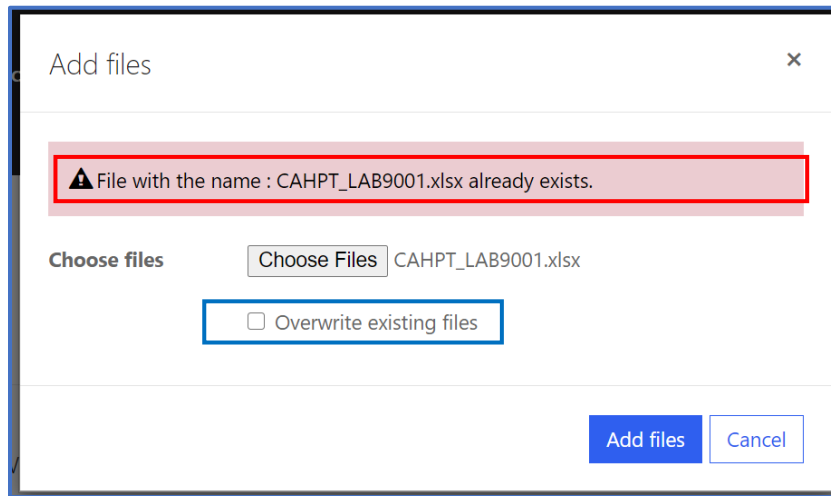 Add files
×
File with the name : CAHPT_LAB9001.xlsx already exists.
Choose files Choose Files CAHPT_LAB9001.xlsx
Overwrite existing files
Add files Cancel